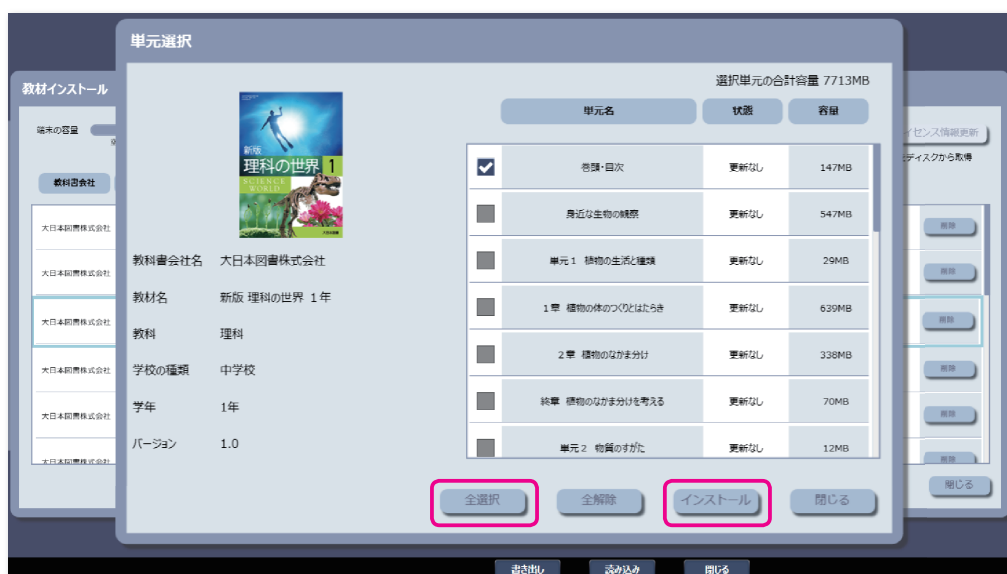 単元選択
選択単元の合計容量 7713MB
単元名 状態 容量
新版
理科の世界 1
SCIENCE
WORLD
大日本図書
巻頭・目次 更新なし 147MB
身近な生物の観察 更新なし 547MB
単元1 植物の生活と種類 更新なし 29MB
1章 植物の体のつくりとはたらき 更新なし 639MB
2章 植物のなかま分け 更新なし 338MB
終章 植物のなかま分けを考える 更新なし 70MB
単元2 物質のすがた 更新なし 12MB
教科書会社名 大日本図書株式会社
教材名 新版 理科の世界 1年
教科 理科
学校の種類 中学校
学年 1年
バージョン 1.0
全選択 全解除 インストール 閉じる
教材インストール
端末の容量
イセンス情報更新
ディスクから取得
教科書会社
大日本図書株式会社 削除
大日本図書株式会社 削除
大日本図書株式会社 削除
大日本図書株式会社 削除
大日本図書株式会社 削除
大日本図書株式会社 削除
閉じる
書き出し 読み込み 閉じる